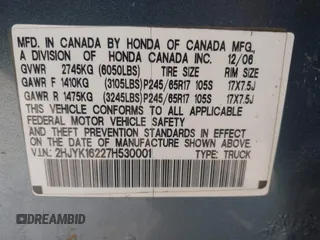 MFD. IN CANADA BY HONDA OF CANADA MFG.,
A DIVISION OF HONDA CANADA INC. 12/06
GVWR 2745KG (6050LBS) TIRE SIZE RIM SIZE
GAWR F 1410KG (3105LBS)P245/65R17 105S 17X7.5J
GAWR R 1475KG (3245LBS)P245/65R17 105S 17X7.5J
THIS VEHICLE CONFORMS TO ALL APPLICABLE
FEDERAL MOTOR VEHICLE SAFETY STANDARDS IN
EFFECT ON THE DATE OF MANUFACTURE SHOWN ABOVE.
V.I.N.: 2HJYK16227H530001 TYPE: TRUCK
DREAMBID